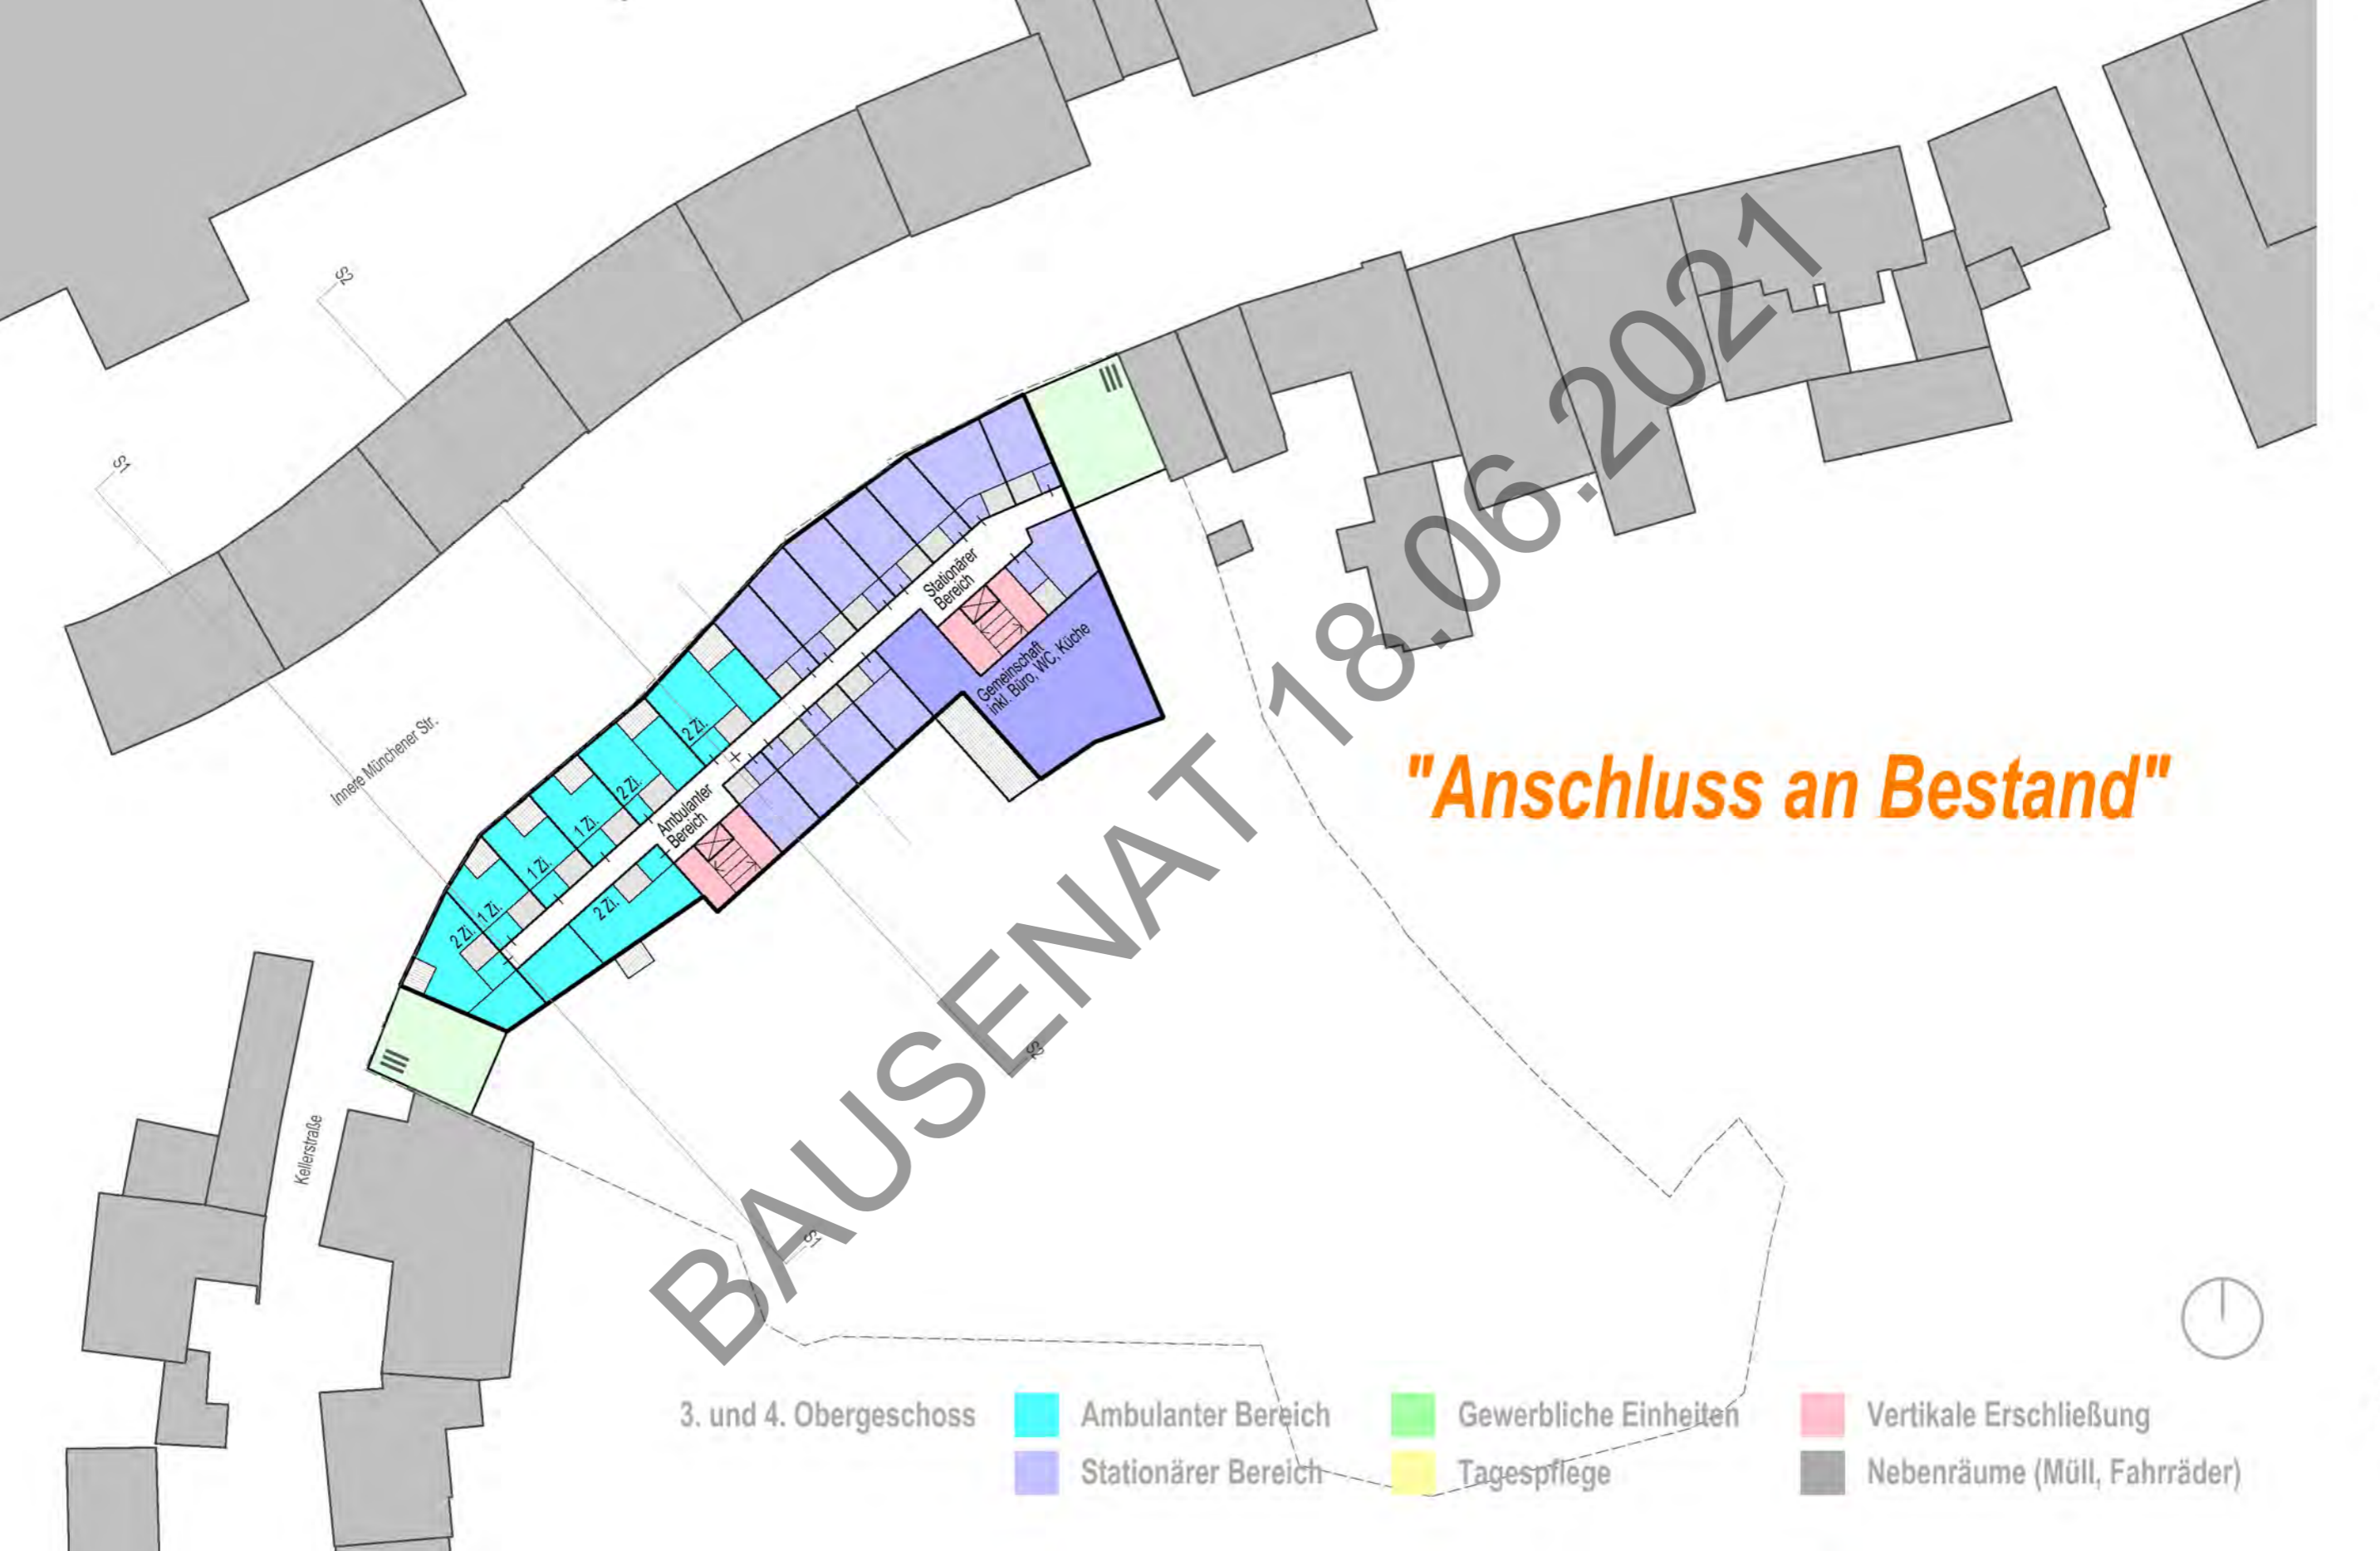 S2
S1
Innere Münchener Str.
Stationärer
Bereich
Gemeinschaft
inkl. Büro, WC, Küche
2 Zi.
2 Zi.
Ambulanter
Bereich
1 Zi.
1 Zi.
1 Zi.
2 Zi.
2 Zi.
"Anschluss an Bestand"
S2
Kellerstraße
S1
BAUSENAT 18.06.2021
3. und 4. Obergeschoss
Ambulanter Bereich
Gewerbliche Einheiten
Vertikale Erschließung
Stationärer Bereich
Tagespflege
Nebenräume (Müll, Fahrräder)